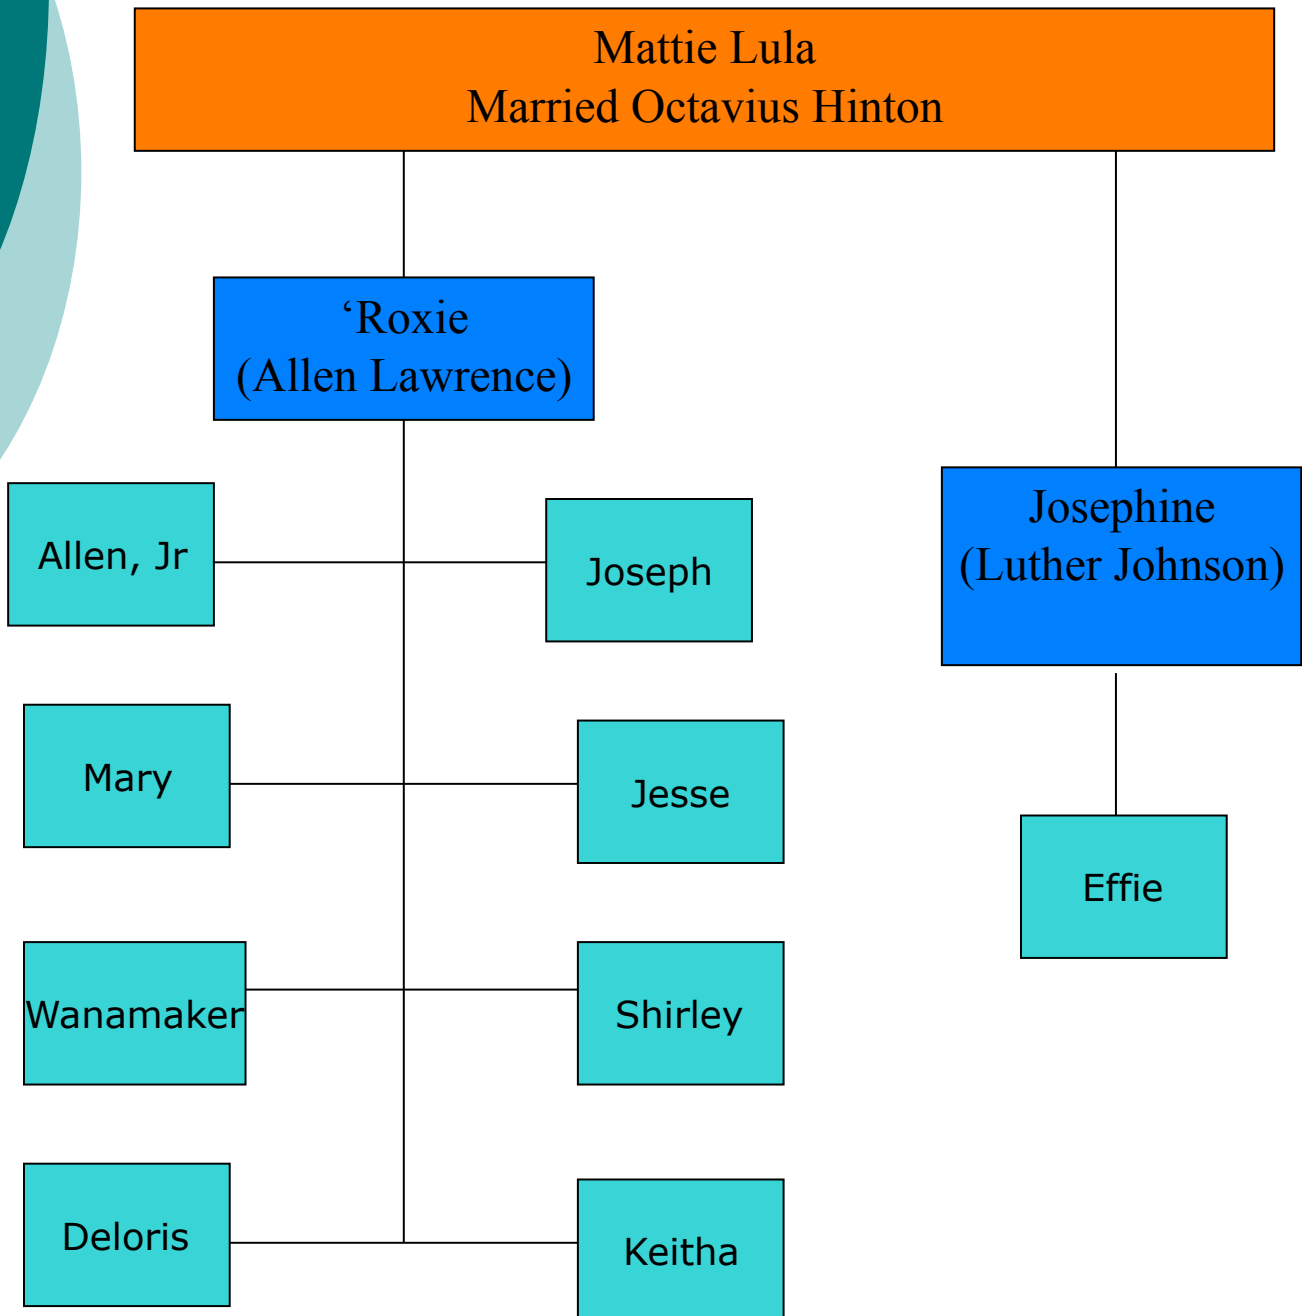 Mattie Lula
Married Octavius Hinton
‘Roxie
(Allen Lawrence)
Josephine
(Luther Johnson)
Allen, Jr
Joseph
Mary
Jesse
Effie
Wanamaker
Shirley
Deloris
Keitha